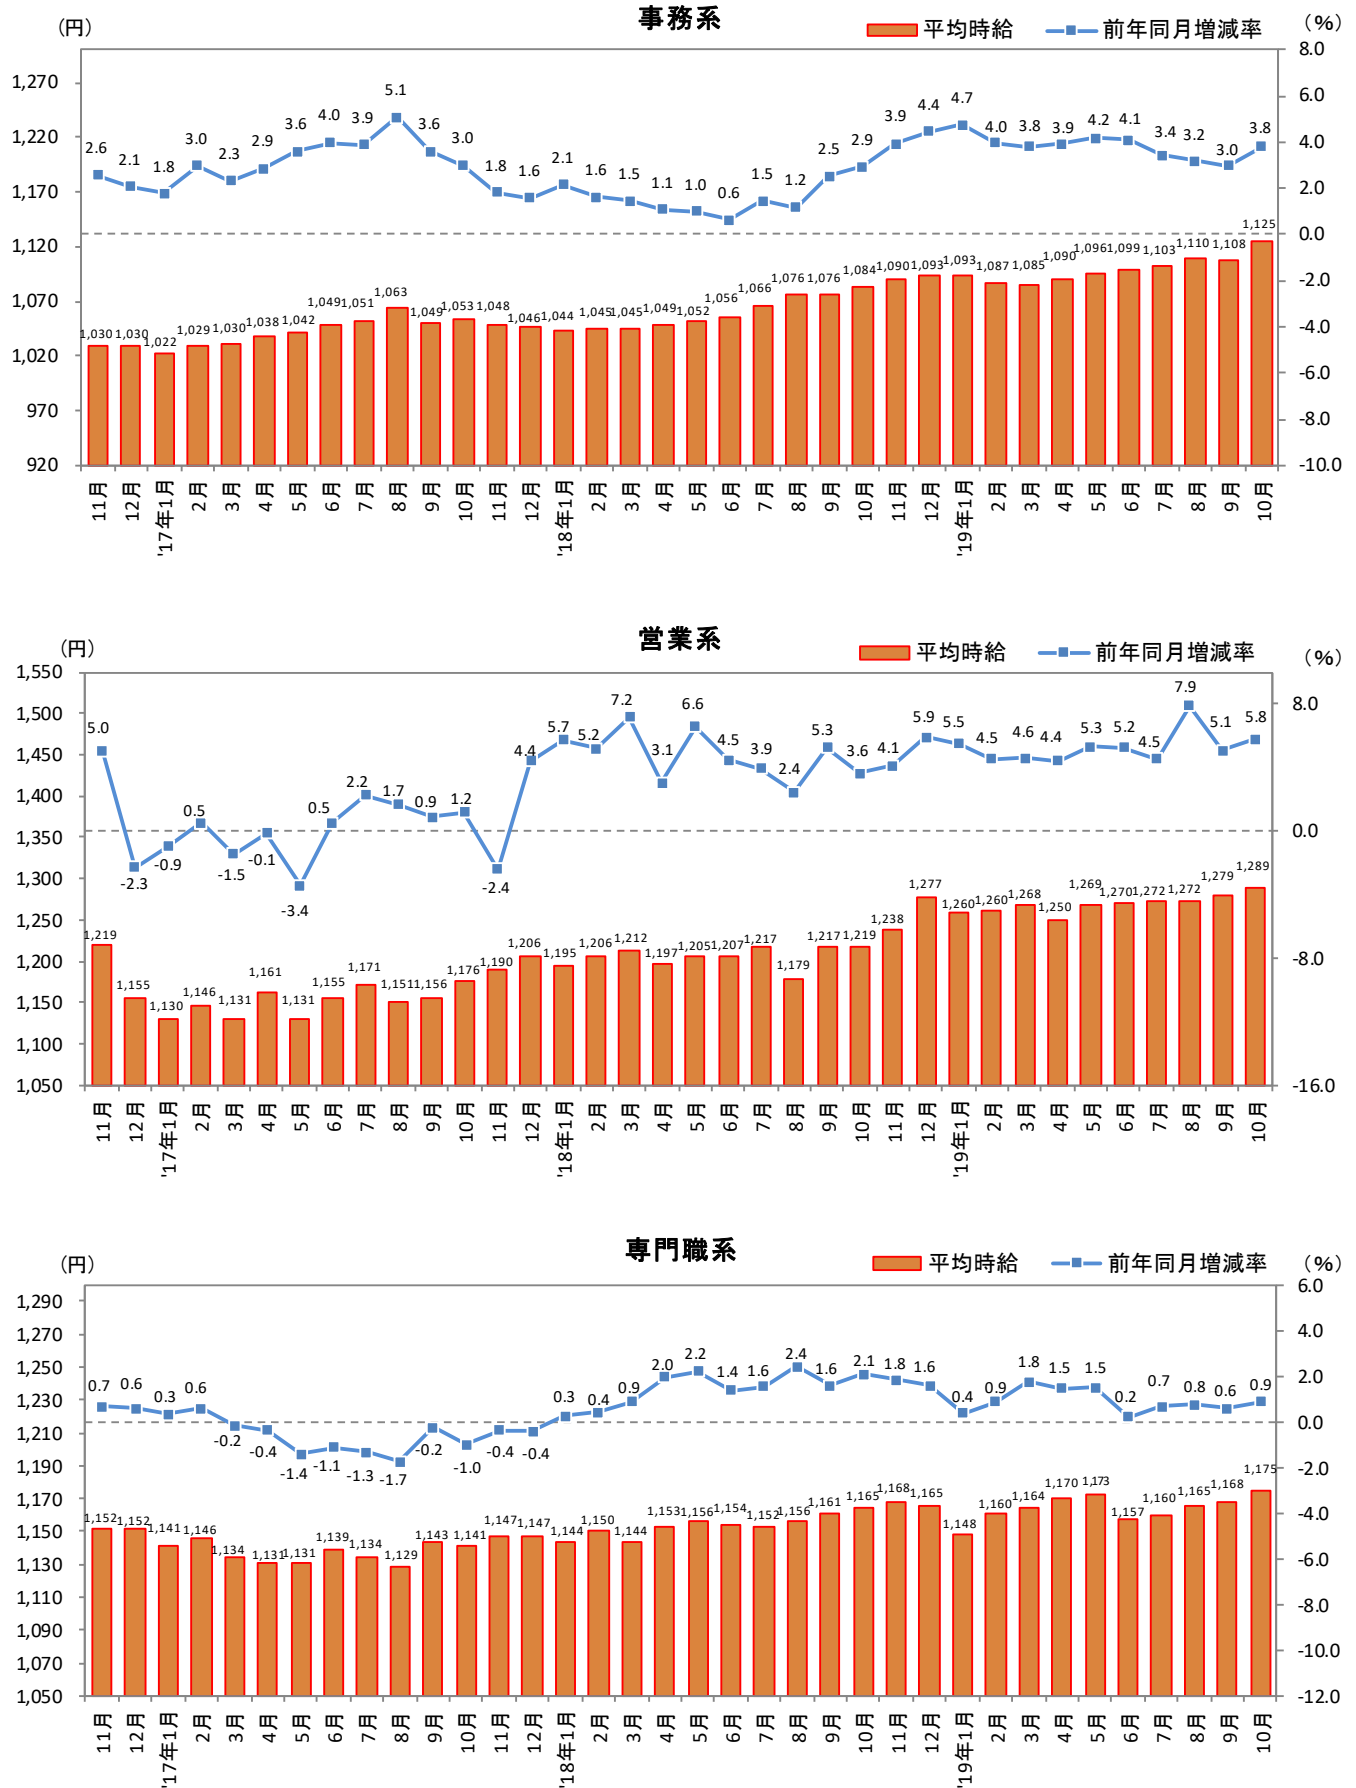 事務系
（円） 平均時給 前年同月増減率 （％）
8.0
1,270 6.0
1,220 4.0
1,170 2.0
0.0
1,120 -2.0
1,070 -4.0
1,020 -6.0
970 -8.0
920 -10.0
2.6 2.1 1.8 3.0 2.3 2.9 3.6 4.0 3.9 5.1 3.6 3.0 1.8 1.6 2.1 1.6 1.5 1.1 1.0 0.6 1.5 1.2 2.5 2.9 3.9 4.4 4.7 4.0 3.8 3.9 4.2 4.1 3.4 3.2 3.0 3.8
1,030 1,030 1,022 1,029 1,030 1,038 1,042 1,049 1,051 1,063 1,049 1,053 1,048 1,046 1,044 1,045 1,045 1,049 1,052 1,056 1,066 1,076 1,076 1,084 1,090 1,093 1,093 1,087 1,085 1,090 1,096 1,099 1,103 1,110 1,108 1,125
11月 12月 '17年1月 2月 3月 4月 5月 6月 7月 8月 9月 10月 11月 12月 '18年1月 2月 3月 4月 5月 6月 7月 8月 9月 10月 11月 12月 '19年1月 2月 3月 4月 5月 6月 7月 8月 9月 10月
営業系
（円） 平均時給 前年同月増減率 （％）
1,550
1,500 8.0
1,450
1,400
1,350 0.0
1,300
1,250
1,200 -8.0
1,150
1,100
1,050 -16.0
5.0 -2.3 -0.9 0.5 -1.5 -0.1 -3.4 0.5 2.2 1.7 0.9 1.2 -2.4 4.4 5.7 5.2 7.2 3.1 6.6 4.5 3.9 2.4 5.3 3.6 4.1 5.9 5.5 4.5 4.6 4.4 5.3 5.2 4.5 7.9 5.1 5.8
1,219 1,155 1,130 1,146 1,131 1,161 1,131 1,155 1,171 1,151 1,156 1,176 1,190 1,206 1,195 1,206 1,212 1,197 1,205 1,207 1,217 1,179 1,217 1,219 1,238 1,277 1,260 1,260 1,268 1,250 1,269 1,270 1,272 1,272 1,279 1,289
11月 12月 '17年1月 2月 3月 4月 5月 6月 7月 8月 9月 10月 11月 12月 '18年1月 2月 3月 4月 5月 6月 7月 8月 9月 10月 11月 12月 '19年1月 2月 3月 4月 5月 6月 7月 8月 9月 10月
専門職系
（円） 平均時給 前年同月増減率 （％）
6.0
1,290
1,270 4.0
1,250 2.0
1,230
1,210 0.0
1,190 -2.0
1,170
1,150 -4.0
1,130 -6.0
1,110
1,090 -8.0
1,070 -10.0
1,050 -12.0
0.7 0.6 0.3 0.6 -0.2 -0.4 -1.4 -1.1 -1.3 -1.7 -0.2 -1.0 -0.4 -0.4 0.3 0.4 0.9 2.0 2.2 1.4 1.6 2.4 1.6 2.1 1.8 1.6 0.4 0.9 1.8 1.5 1.5 0.2 0.7 0.8 0.6 0.9
1,152 1,152 1,141 1,146 1,134 1,131 1,131 1,139 1,134 1,129 1,143 1,141 1,147 1,147 1,144 1,150 1,144 1,153 1,156 1,154 1,152 1,156 1,161 1,165 1,168 1,165 1,148 1,160 1,164 1,170 1,173 1,157 1,160 1,165 1,168 1,175
11月 12月 '17年1月 2月 3月 4月 5月 6月 7月 8月 9月 10月 11月 12月 '18年1月 2月 3月 4月 5月 6月 7月 8月 9月 10月 11月 12月 '19年1月 2月 3月 4月 5月 6月 7月 8月 9月 10月